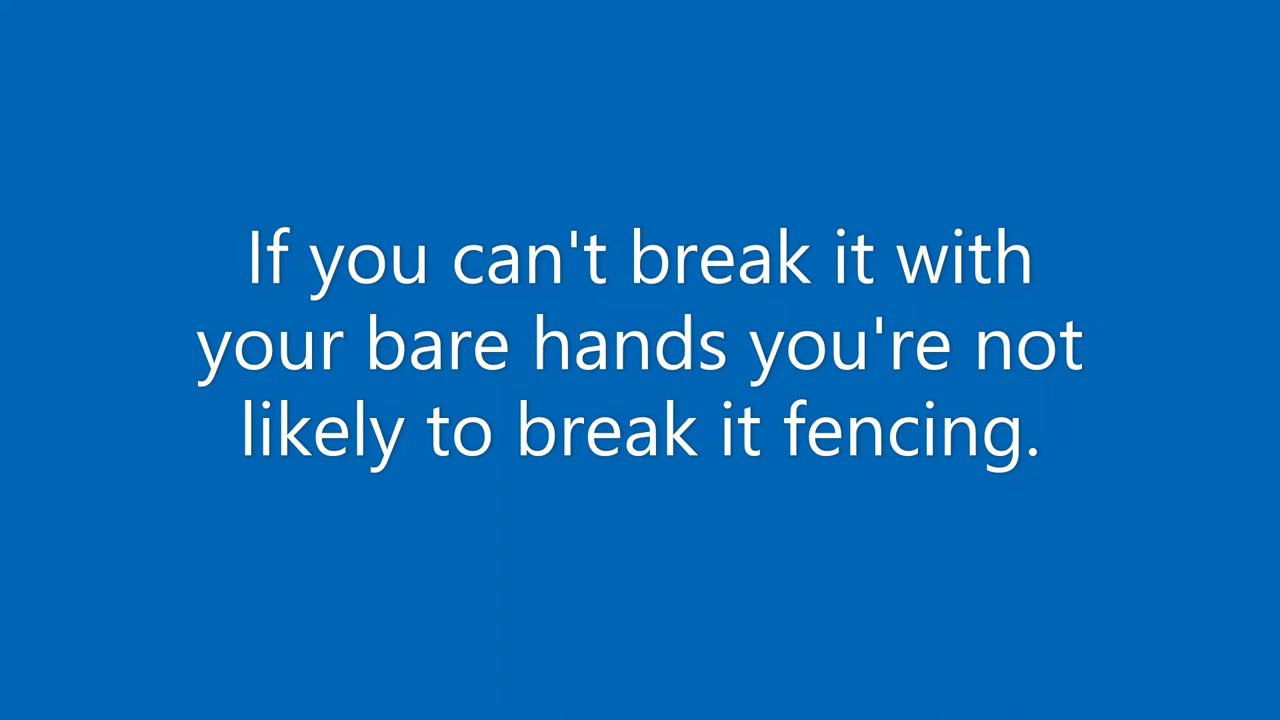 If you can't break it with
your bare hands you're not
likely to break it fencing.